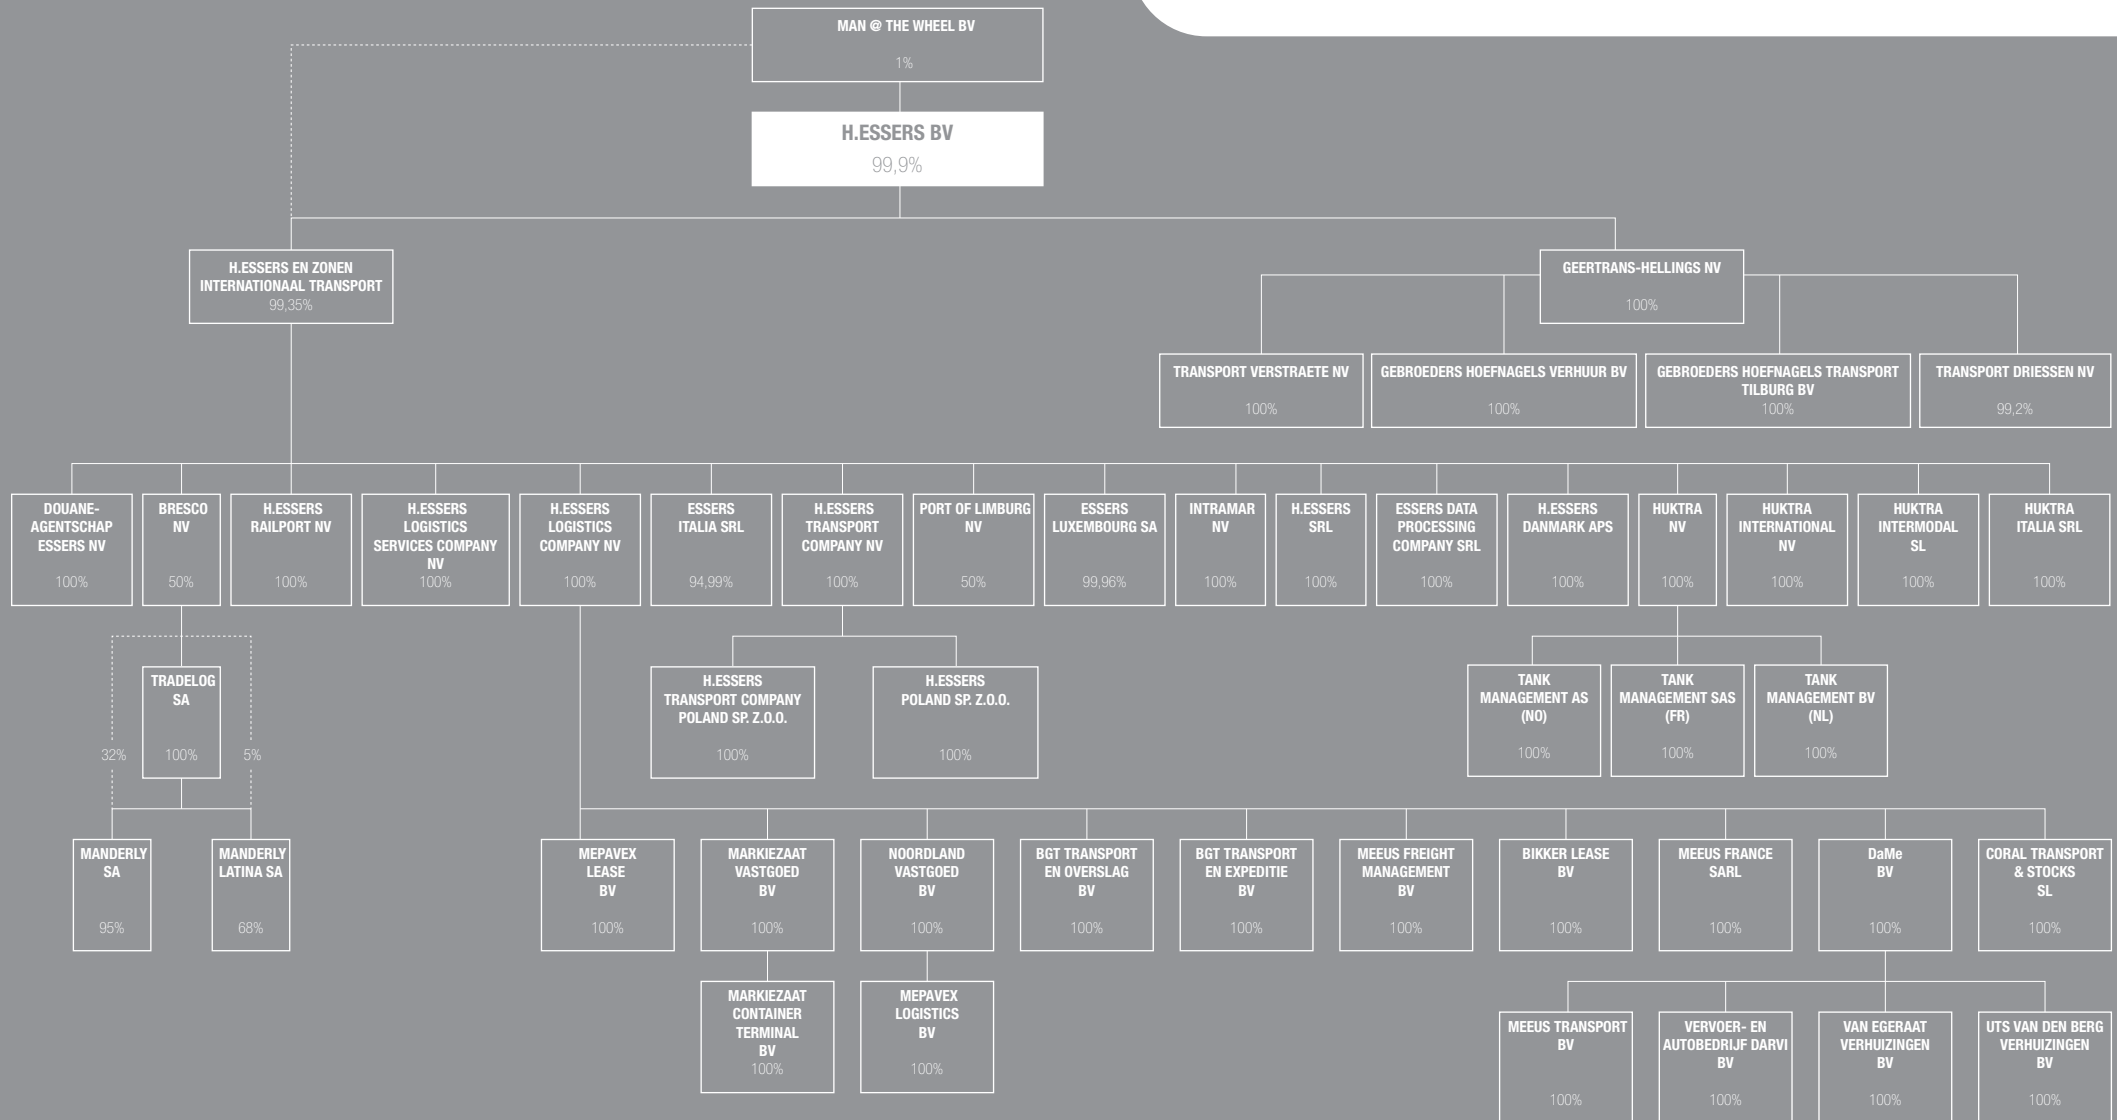 MAN @ THE WHEEL BV
1%
H.ESSERS BV
99,9%
H.ESSERS EN ZONEN
INTERNATIONAAL TRANSPORT
99,35%
GEERTRANS-HELLINGS NV
100%
TRANSPORT VERSTRAETE NV
100%
GEBROEDERS HOEFNAGELS VERHUUR BV
100%
GEBROEDERS HOEFNAGELS TRANSPORT
TILBURG BV
100%
TRANSPORT DRIESSEN NV
99,2%
DOUANE-
AGENTSCHAP
ESSERS NV
100%
BRESCO
NV
50%
H.ESSERS
RAILPORT NV
100%
H.ESSERS
LOGISTICS
SERVICES COMPANY
NV
100%
H.ESSERS
LOGISTICS
COMPANY NV
100%
ESSERS
ITALIA SRL
94,99%
H.ESSERS
TRANSPORT
COMPANY NV
100%
PORT OF LIMBURG
NV
50%
ESSERS
LUXEMBOURG SA
99,96%
INTRAMAR
NV
100%
H.ESSERS
SRL
100%
ESSERS DATA
PROCESSING
COMPANY SRL
100%
H.ESSERS
DANMARK APS
100%
HUKTRA
NV
100%
HUKTRA
INTERNATIONAL
NV
100%
HUKTRA
INTERMODAL
SL
100%
HUKTRA
ITALIA SRL
100%
32%
TRADELOG
SA
100%
5%
H.ESSERS
TRANSPORT COMPANY
POLAND SP. Z.O.O.
100%
H.ESSERS
POLAND SP. Z.O.O.
100%
TANK
MANAGEMENT AS
(NO)
100%
TANK
MANAGEMENT SAS
(FR)
100%
TANK
MANAGEMENT BV
(NL)
100%
MANDERLY
SA
95%
MANDERLY
LATINA SA
68%
MEPAVEX
LEASE
BV
100%
MARKIEZAAT
VASTGOED
BV
100%
NOORDLAND
VASTGOED
BV
100%
BGT TRANSPORT
EN OVERSLAG
BV
100%
BGT TRANSPORT
EN EXPEDITIE
BV
100%
MEEUS FREIGHT
MANAGEMENT
BV
100%
BIKKER LEASE
BV
100%
MEEUS FRANCE
SARL
100%
DaMe
BV
100%
CORAL TRANSPORT
& STOCKS
SL
100%
MARKIEZAAT
CONTAINER
TERMINAL
BV
100%
MEPAVEX
LOGISTICS
BV
100%
MEEUS TRANSPORT
BV
100%
VERVOER- EN
AUTOBEDRIJF DARVI
BV
100%
VAN EGERAAT
VERHUIZINGEN
BV
100%
UTS VAN DEN BERG
VERHUIZINGEN
BV
100%